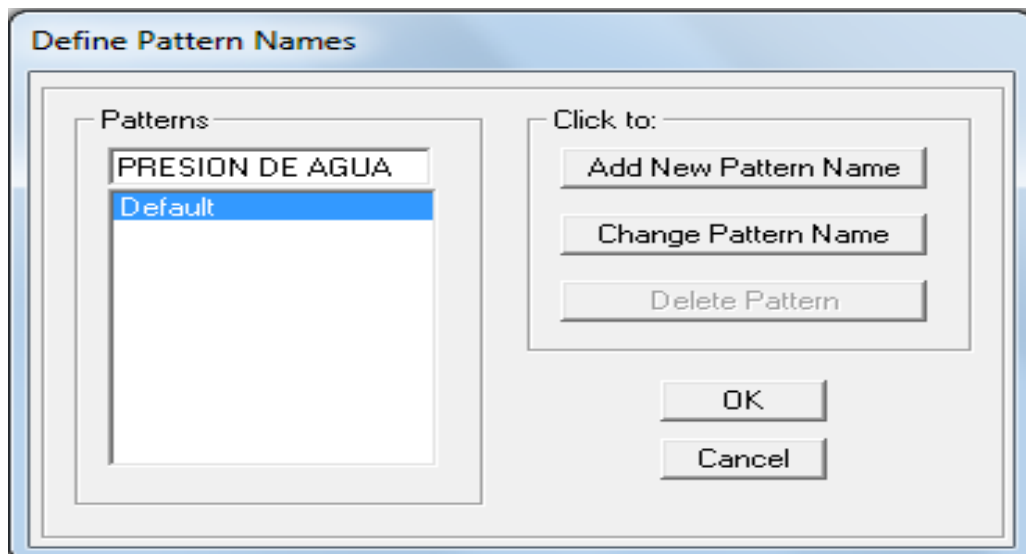 Define Pattern Names
Patterns
PRESION DE AGUA
Default
Click to:
Add New Pattern Name
Change Pattern Name
Delete Pattern
OK
Cancel